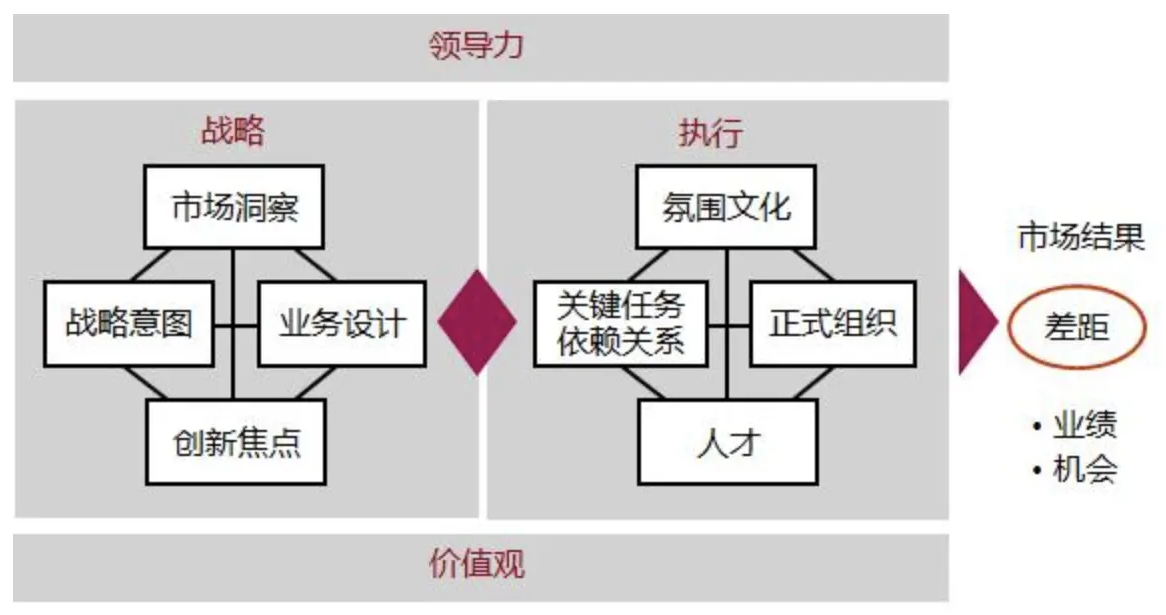 领导力
战略
市场洞察
战略意图
业务设计
创新焦点
执行
氛围文化
关键任务
依赖关系
正式组织
人才
市场结果
差距
• 业绩
• 机会
价值观